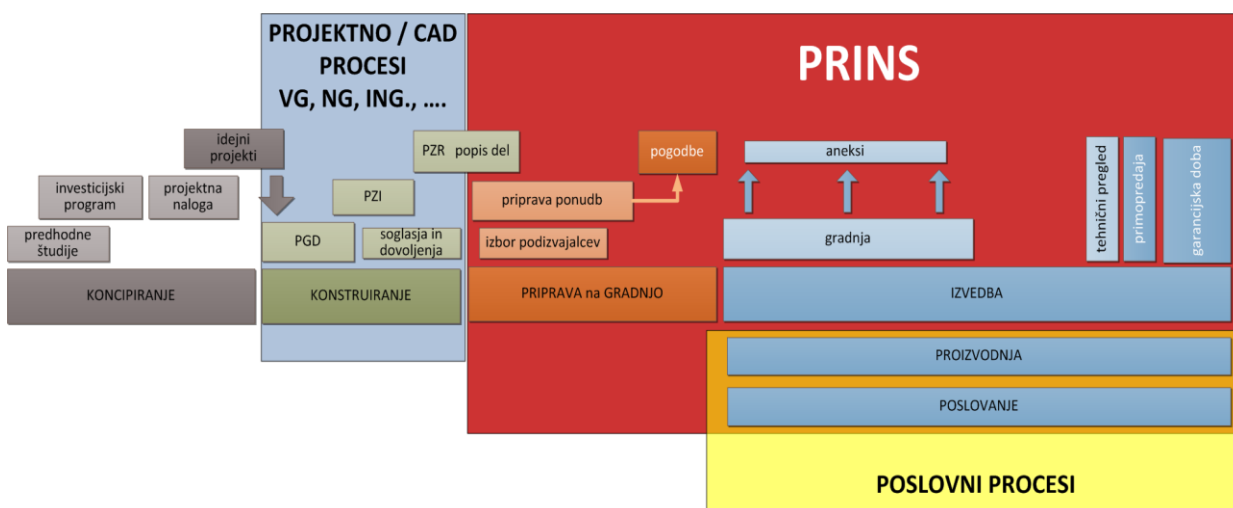 PROJEKTNO / CAD
PROCESI
VG, NG, ING., ….
PRINS
idejni
projekti
PZR popis del
pogodbe
aneksi
tehnični pregled
primopredaja
garancijska doba
investicijski
program
projektna
naloga
PZI
priprava ponudb
predhodne
študije
PGD
soglasja in
dovoljenja
izbor podizvajalcev
gradnja
KONCIPIRANJE
KONSTRUIRANJE
PRIPRAVA na GRADNJO
IZVEDBA
PROIZVODNJA
POSLOVANJE
POSLOVNI PROCESI